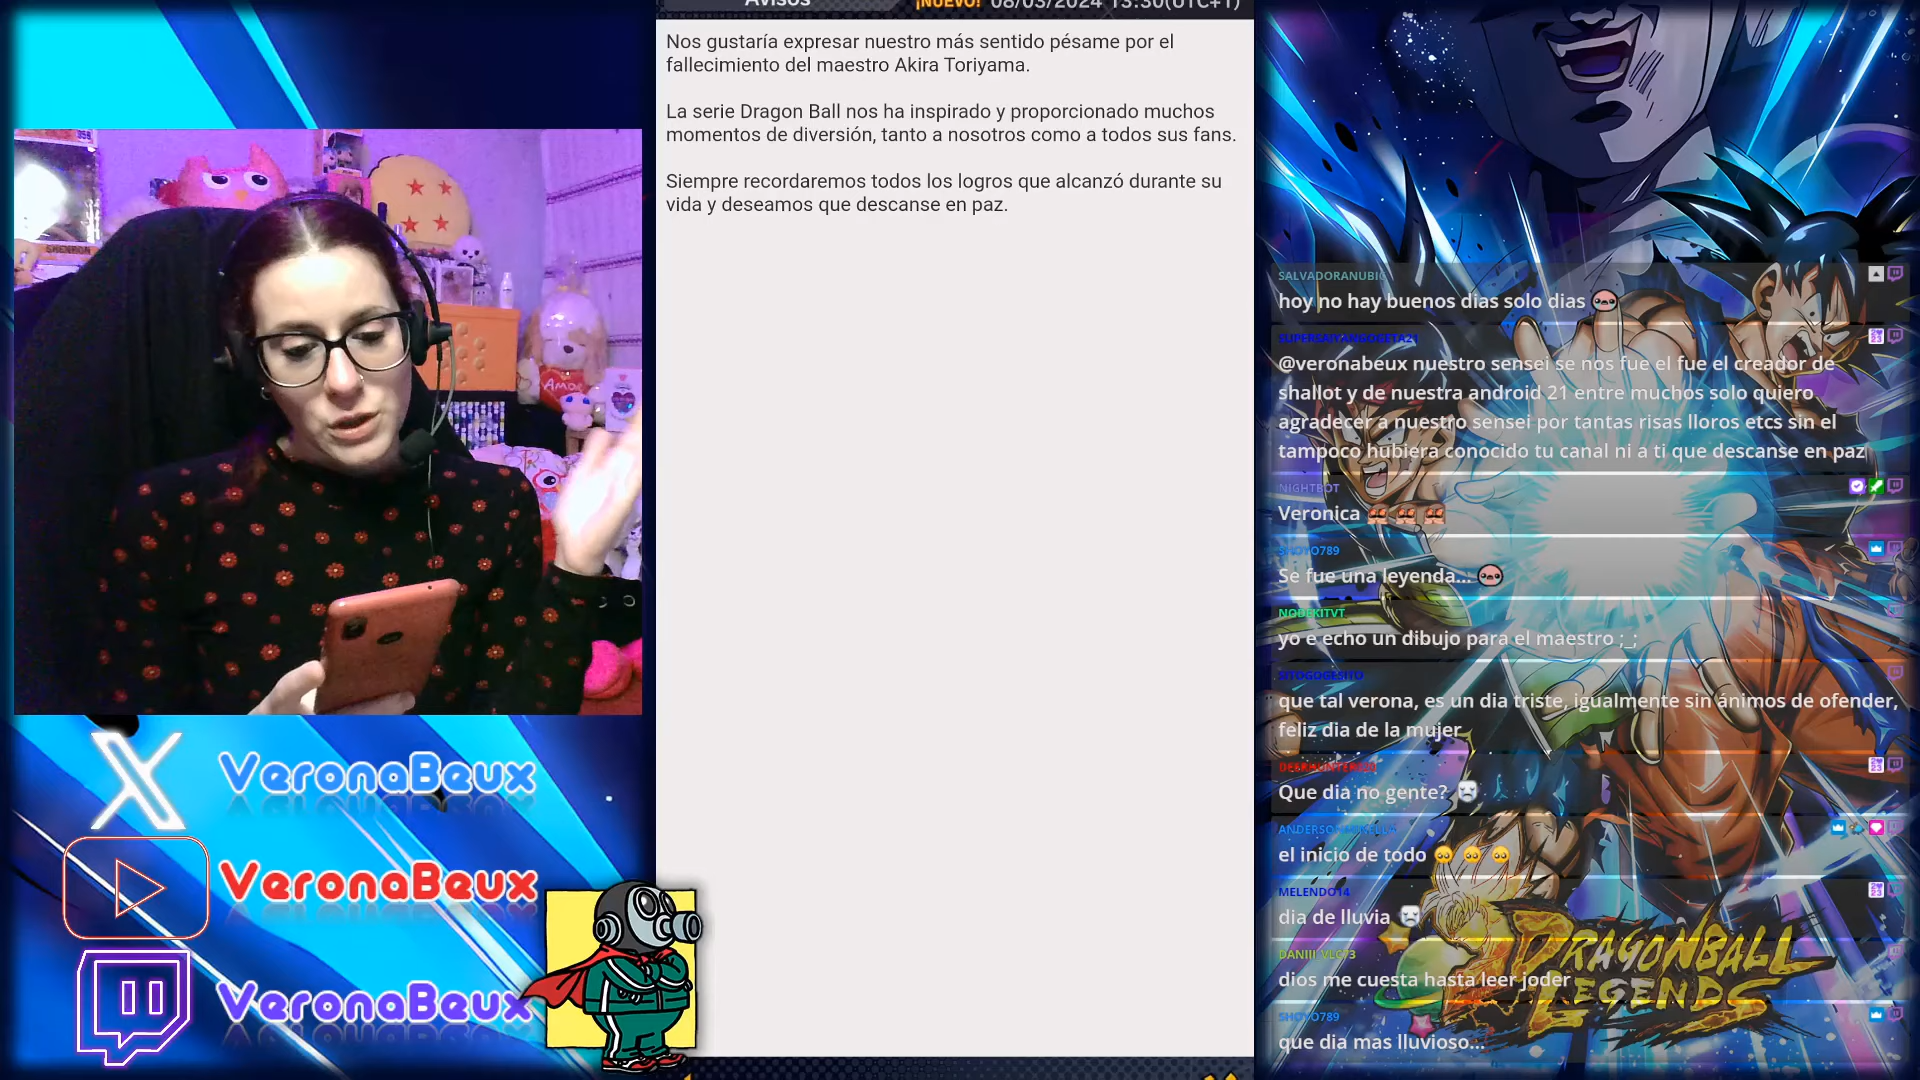 Avisos
¡NUEVO! 08/03/2024 13:30(UTC+1)
Nos gustaría expresar nuestro más sentido pésame por el
fallecimiento del maestro Akira Toriyama.
La serie Dragon Ball nos ha inspirado y proporcionado muchos
momentos de diversión, tanto a nosotros como a todos sus fans.
Siempre recordaremos todos los logros que alcanzó durante su
vida y deseamos que descanse en paz.
AMOR
VeronaBeux
VeronaBeux
VeronaBeux
hoy no hay buenos dias solo dias
@veronabeux nuestro sensei se nos fue el fue el creador de
shallot y de nuestra android 21 entre muchos solo quiero
agradecer a nuestro sensei por tantas risas lloros etcs sin el
tampoco hubiera conocido tu canal ni a ti que descanse en paz
NIGHTBOT
Veronica
SHOYO789
Se fue una leyenda...
NODEKITVT
yo e echo un dibujo para el maestro ;_;
que tal verona, es un dia triste, igualmente sin ánimos de ofender,
feliz dia de la mujer
Que dia no gente?
el inicio de todo
MELENDO14
dia de lluvia
dios me cuesta hasta leer joder
SHOYO789
que dia mas lluvioso...
DRAGONBALL
LEGENDS